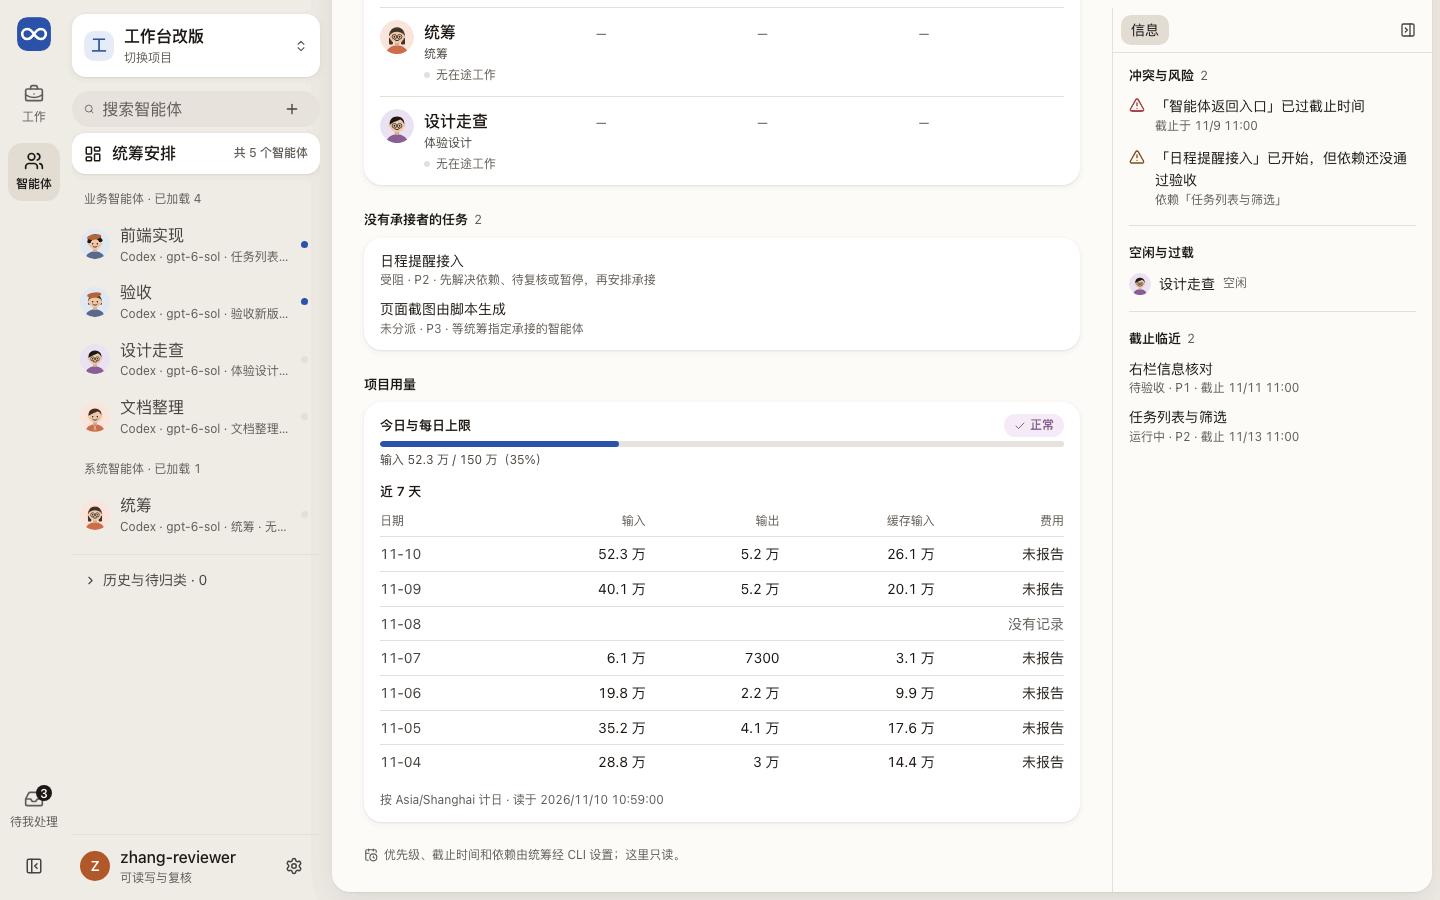 工作
智能体
3
待我处理
工
工作台改版
切换项目
搜索智能体
统筹安排
共 5 个智能体
业务智能体 · 已加载 4
前端实现
Codex · gpt-6-sol · 任务列表...
验收
Codex · gpt-6-sol · 验收新版...
设计走查
Codex · gpt-6-sol · 体验设计...
文档整理
Codex · gpt-6-sol · 文档整理...
系统智能体 · 已加载 1
统筹
Codex · gpt-6-sol · 统筹 · 无...
历史与待归类 · 0
Z
zhang-reviewer
可读写与复核
统筹 — — —
统筹
无在途工作
设计走查 — — —
体验设计
无在途工作
没有承接者的任务 2
日程提醒接入
受阻 · P2 · 先解决依赖、待复核或暂停，再安排承接
页面截图由脚本生成
未分派 · P3 · 等统筹指定承接的智能体
项目用量
今日与每日上限
正常
输入 52.3 万 / 150 万（35%）
近 7 天
日期 输入 输出 缓存输入 费用
11-10 52.3 万 5.2 万 26.1 万 未报告
11-09 40.1 万 5.2 万 20.1 万 未报告
11-08 没有记录
11-07 6.1 万 7300 3.1 万 未报告
11-06 19.8 万 2.2 万 9.9 万 未报告
11-05 35.2 万 4.1 万 17.6 万 未报告
11-04 28.8 万 3 万 14.4 万 未报告
按 Asia/Shanghai 计日 · 读于 2026/11/10 10:59:00
优先级、截止时间和依赖由统筹经 CLI 设置；这里只读。
信息
冲突与风险 2
「智能体返回入口」已过截止时间
截止于 11/9 11:00
「日程提醒接入」已开始，但依赖还没通
过验收
依赖「任务列表与筛选」
空闲与过载
设计走查 空闲
截止临近 2
右栏信息核对
待验收 · P1 · 截止 11/11 11:00
任务列表与筛选
运行中 · P2 · 截止 11/13 11:00